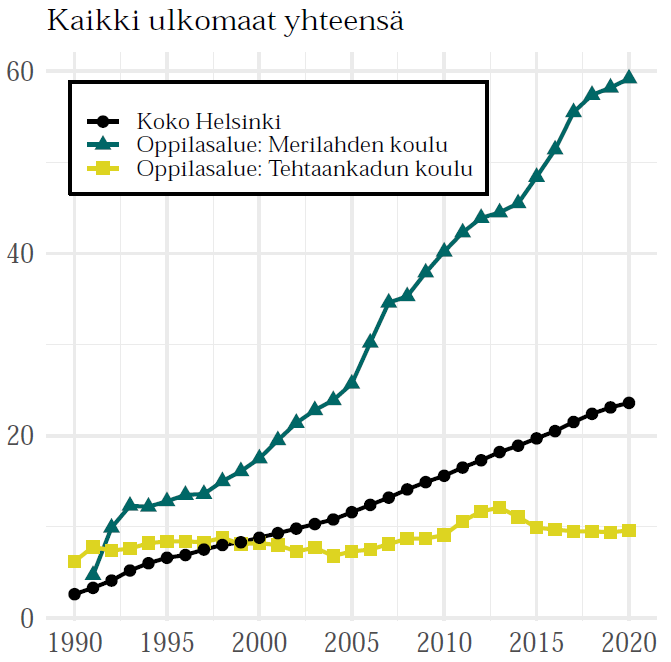 Kaikki ulkomaat yhteensä
60
Koko Helsinki
Oppilasalue: Merilahden koulu
Oppilasalue: Tehtaankadun koulu
40
20
0
1990 1995 2000 2005 2010 2015 2020